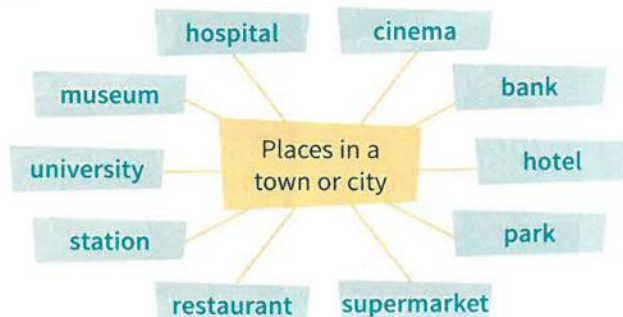 hospital
cinema
museum
bank
Places in a
town or city
university
hotel
station
park
restaurant
supermarket